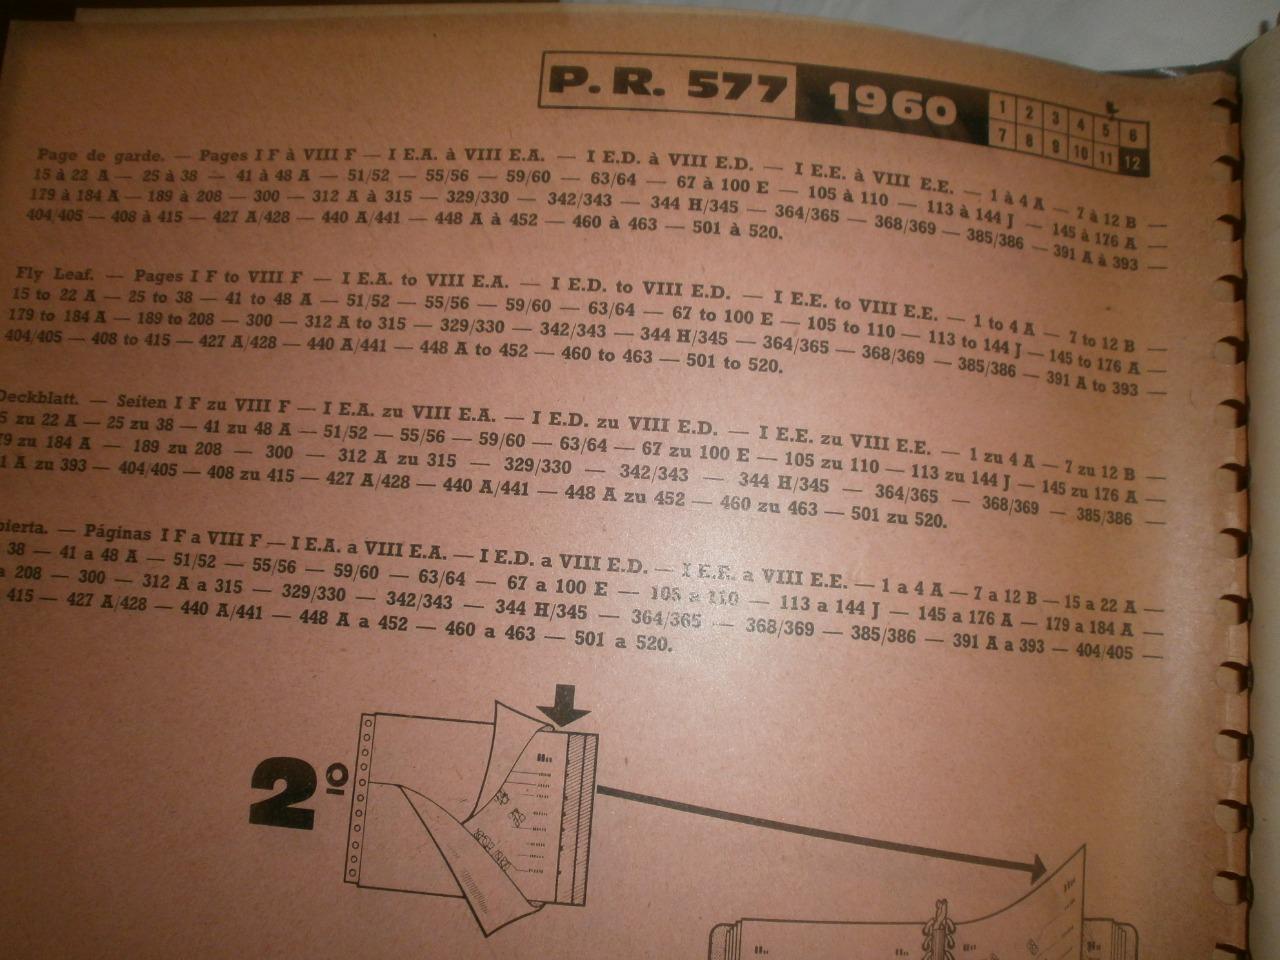 P. R. 577 1960 1 2 3 4 5 6
7 8 9 10 11 12
Page de garde. — Pages I F à VIII F — I E.A. à VIII E.A. — I E.D. à VIII E.D. — I E.E. à VIII E.E. — 1 à 4 A — 7 à 12 B —
15 à 22 A — 25 à 38 — 41 à 48 A — 51/52 — 55/56 — 59/60 — 63/64 — 67 à 100 E — 105 à 110 — 113 à 144 J — 145 à 176 A —
179 à 184 A — 189 à 208 — 300 — 312 A à 315 — 329/330 — 342/343 — 344 H/345 — 364/365 — 368/369 — 385/386 — 391 A à 393 —
404/405 — 408 à 415 — 427 A/428 — 440 A/441 — 448 A à 452 — 460 à 463 — 501 à 520.
Fly Leaf. — Pages I F to VIII F — I E.A. to VIII E.A. — I E.D. to VIII E.D. — I E.E. to VIII E.E. — 1 to 4 A — 7 to 12 B —
15 to 22 A — 25 to 38 — 41 to 48 A — 51/52 — 55/56 — 59/60 — 63/64 — 67 to 100 E — 105 to 110 — 113 to 144 J — 145 to 176 A —
179 to 184 A — 189 to 208 — 300 — 312 A to 315 — 329/330 — 342/343 — 344 H/345 — 364/365 — 368/369 — 385/386 — 391 A to 393 —
404/405 — 408 to 415 — 427 A/428 — 440 A/441 — 448 A to 452 — 460 to 463 — 501 to 520.
Deckblatt. — Seiten I F zu VIII F — I E.A. zu VIII E.A. — I E.D. zu VIII E.D. — I E.E. zu VIII E.E. — 1 zu 4 A — 7 zu 12 B —
5 zu 22 A — 25 zu 38 — 41 zu 48 A — 51/52 — 55/56 — 59/60 — 63/64 — 67 zu 100 E — 105 zu 110 — 113 zu 144 J — 145 zu 176 A —
79 zu 184 A — 189 zu 208 — 300 — 312 A zu 315 — 329/330 — 342/343 — 344 H/345 — 364/365 — 368/369 — 385/386 —
1 A zu 393 — 404/405 — 408 zu 415 — 427 A/428 — 440 A/441 — 448 A zu 452 — 460 zu 463 — 501 zu 520.
bierta. — Páginas I F a VIII F — I E.A. a VIII E.A. — I E.D. a VIII E.D. — I E.E. a VIII E.E. — 1 a 4 A — 7 a 12 B — 15 a 22 A —
38 — 41 a 48 A — 51/52 — 55/56 — 59/60 — 63/64 — 67 a 100 E — 105 a 110 — 113 a 144 J — 145 a 176 A — 179 a 184 A —
a 208 — 300 — 312 A a 315 — 329/330 — 342/343 — 344 H/345 — 364/365 — 368/369 — 385/386 — 391 A a 393 — 404/405 —
415 — 427 A/428 — 440 A/441 — 448 A a 452 — 460 a 463 — 501 a 520.
2º